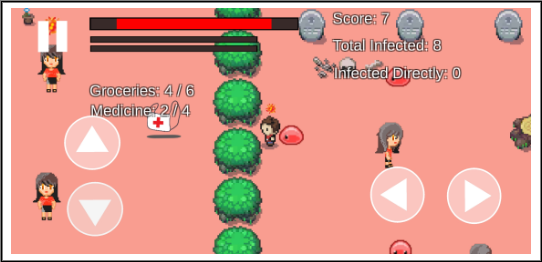 Score: 7
Total Infected: 8
Infected Directly: 0
Groceries: 4 / 6
Medicine: 2 / 4